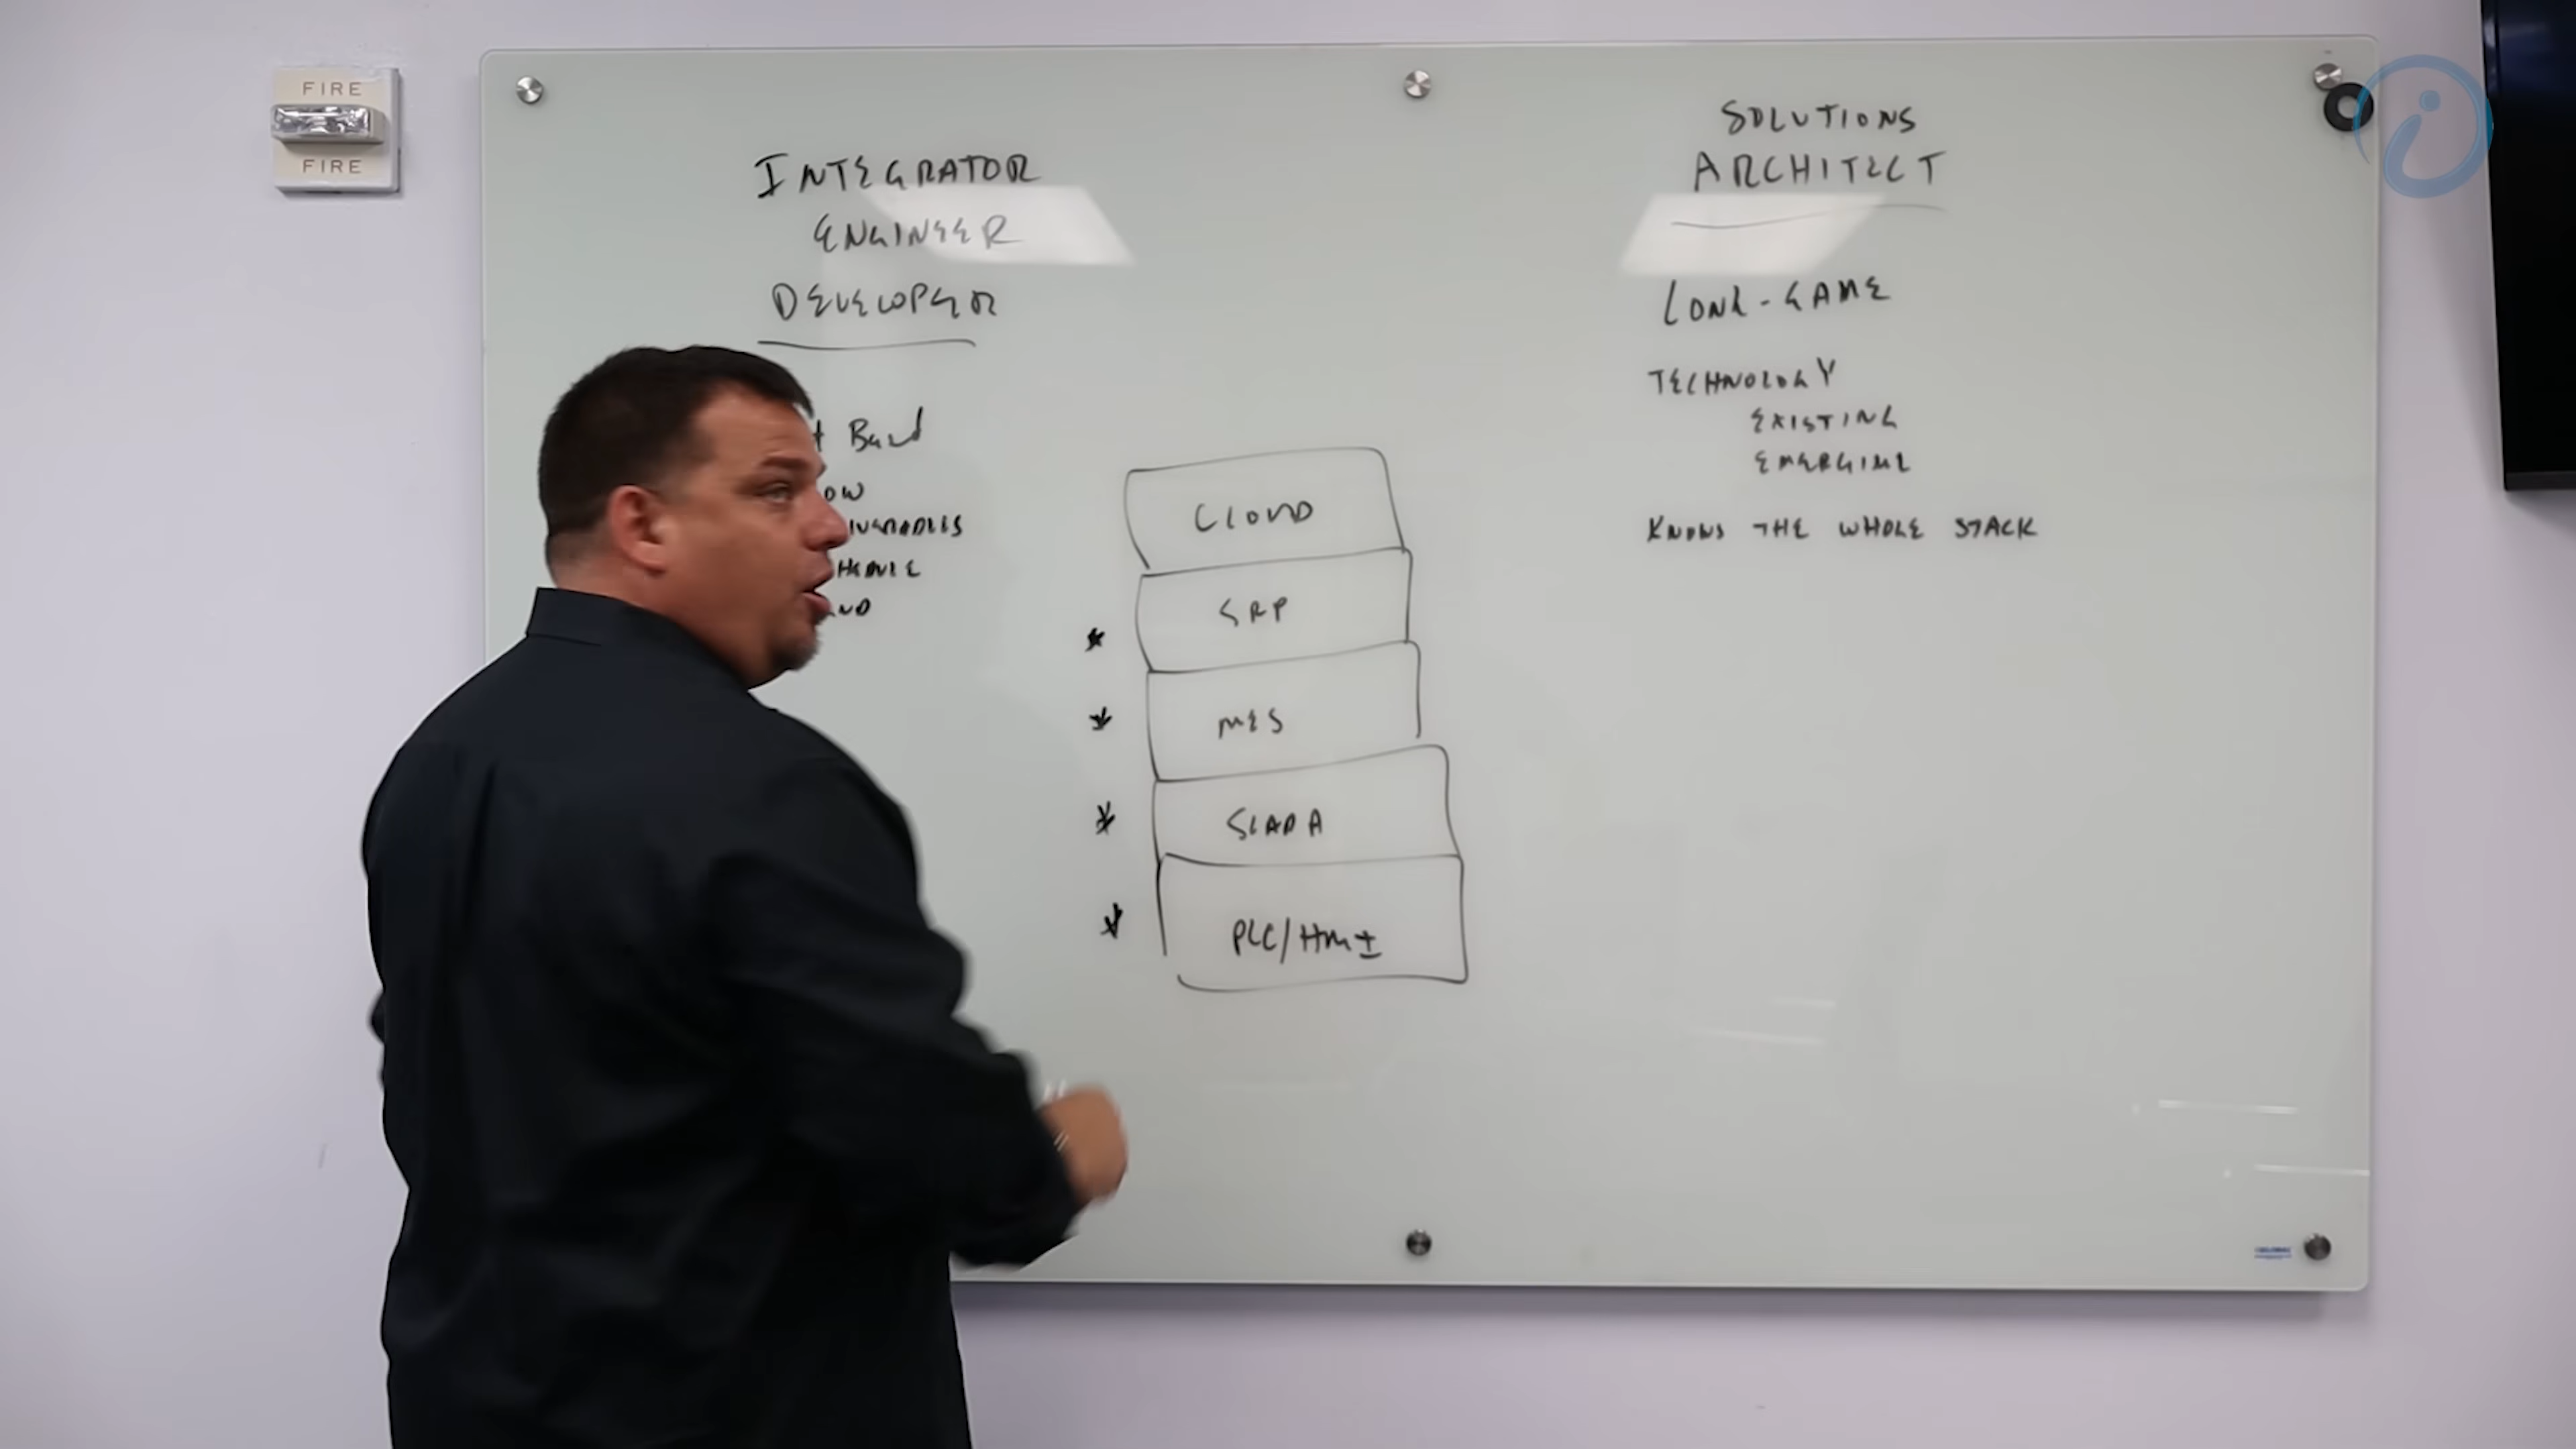 FIRE
FIRE
INTEGRATOR
ENGINEER
DEVELOPER
SOLUTIONS
ARCHITECT
LONG-GAME
TECHNOLOGY
EXISTING
EMERGING
KNOWS THE WHOLE STACK
CLOUD
ERP
MES
SCADA
PLC/HMI